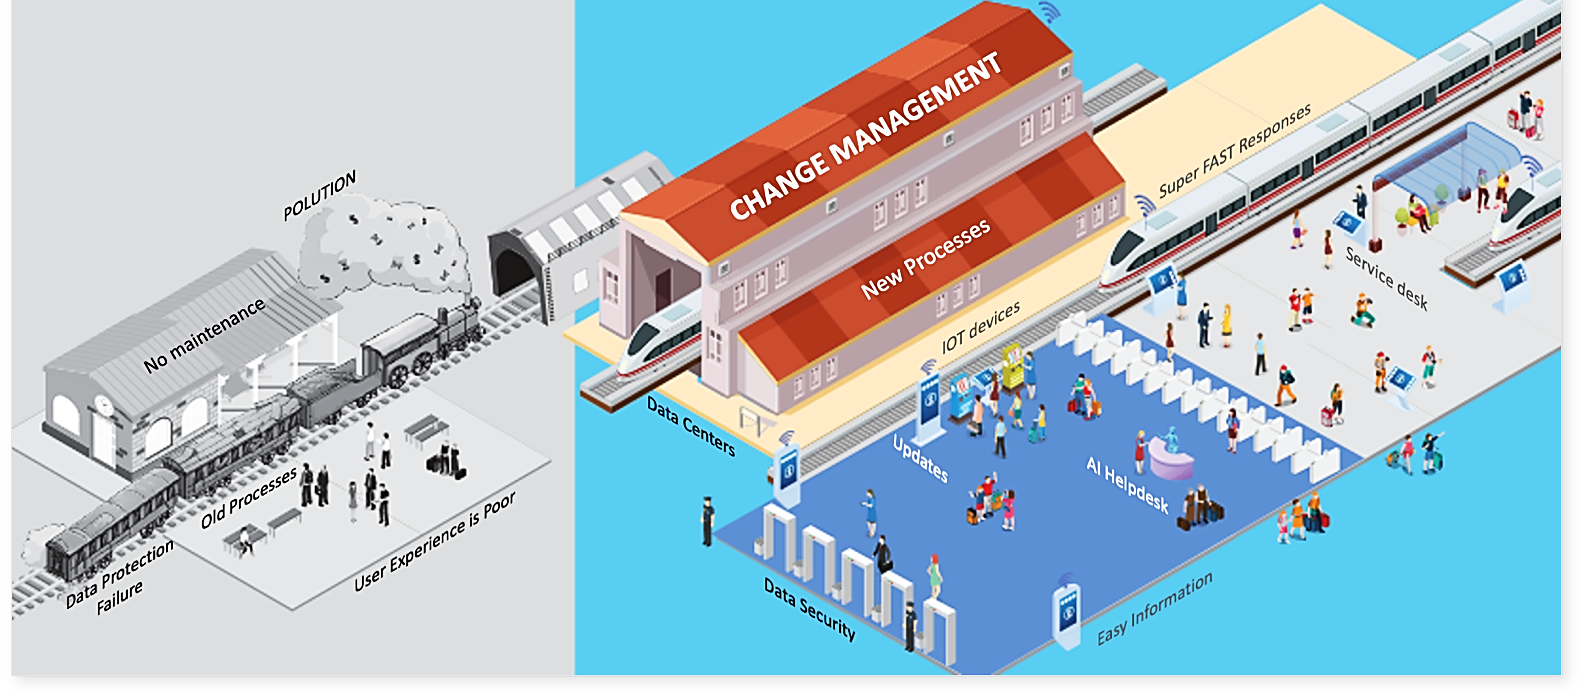 POLUTION
No maintenance
Old Processes
Data Protection
Failure
User Experience is Poor
CHANGE MANAGEMENT
New Processes
Super FAST Responses
IOT devices
Service desk
Data Centers
Updates
AI Helpdesk
Data Security
Easy Information